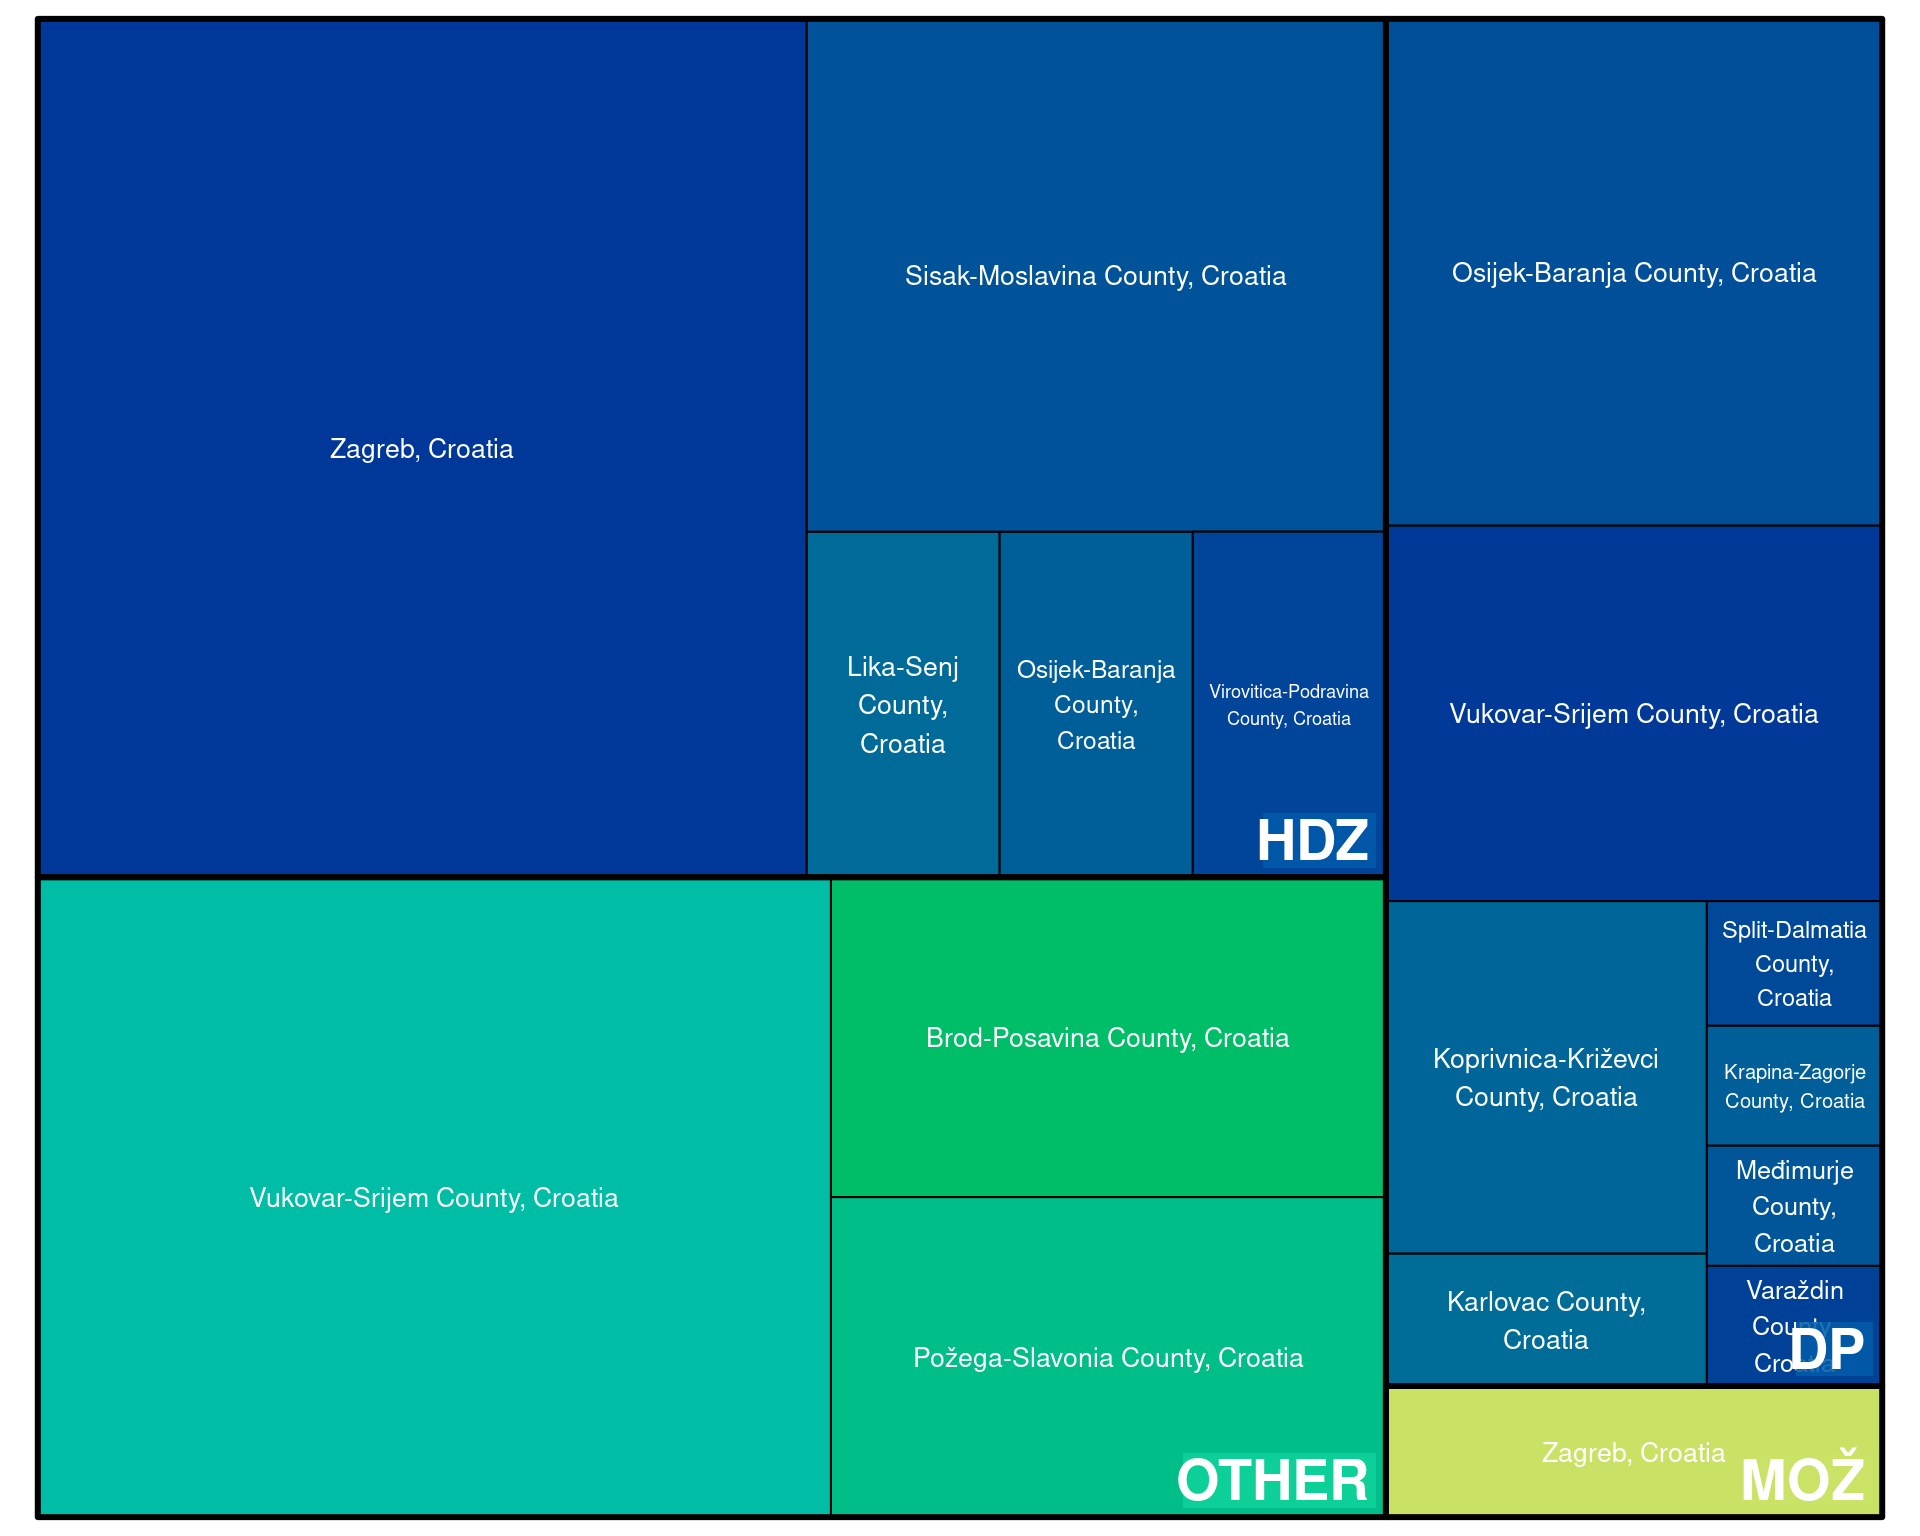 Zagreb, Croatia
Sisak-Moslavina County, Croatia
Lika-Senj
County,
Croatia
Osijek-Baranja
County,
Croatia
Virovitica-Podravina
County, Croatia
HDZ
Osijek-Baranja County, Croatia
Vukovar-Srijem County, Croatia
Koprivnica-Križevci
County, Croatia
Split-Dalmatia
County,
Croatia
Krapina-Zagorje
County, Croatia
Međimurje
County,
Croatia
Karlovac County,
Croatia
Varaždin
County,
Croatia
DP
Vukovar-Srijem County, Croatia
Brod-Posavina County, Croatia
Požega-Slavonia County, Croatia
OTHER
Zagreb, Croatia
MOŽ